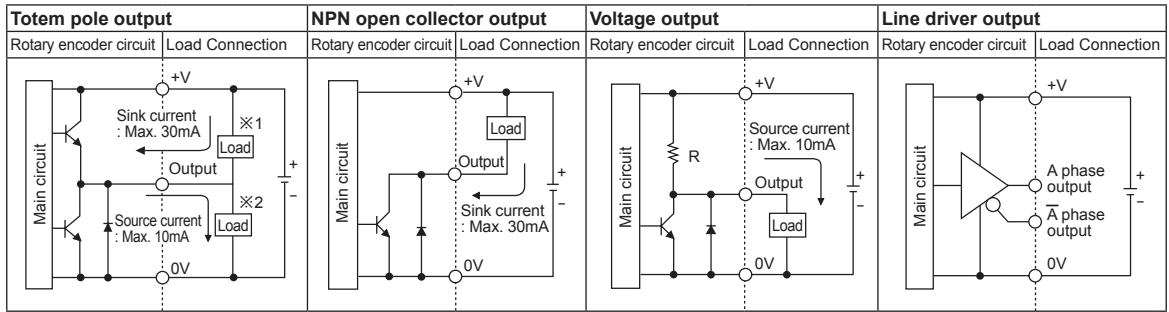 Totem pole output
NPN open collector output
Voltage output
Line driver output
Rotary encoder circuit
Load Connection
Rotary encoder circuit
Load Connection
Rotary encoder circuit
Load Connection
Rotary encoder circuit
Load Connection
Main circuit
+V
Sink current
: Max. 30mA
※1
Load
Output
+
−
Source current
: Max. 10mA
※2
Load
0V
Main circuit
+V
Load
Output
+
−
Sink current
: Max. 30mA
0V
Main circuit
+V
Source current
: Max. 10mA
R
Output
+
−
Load
0V
Main circuit
+V
A phase
output
+
−
A̅ phase
output
0V